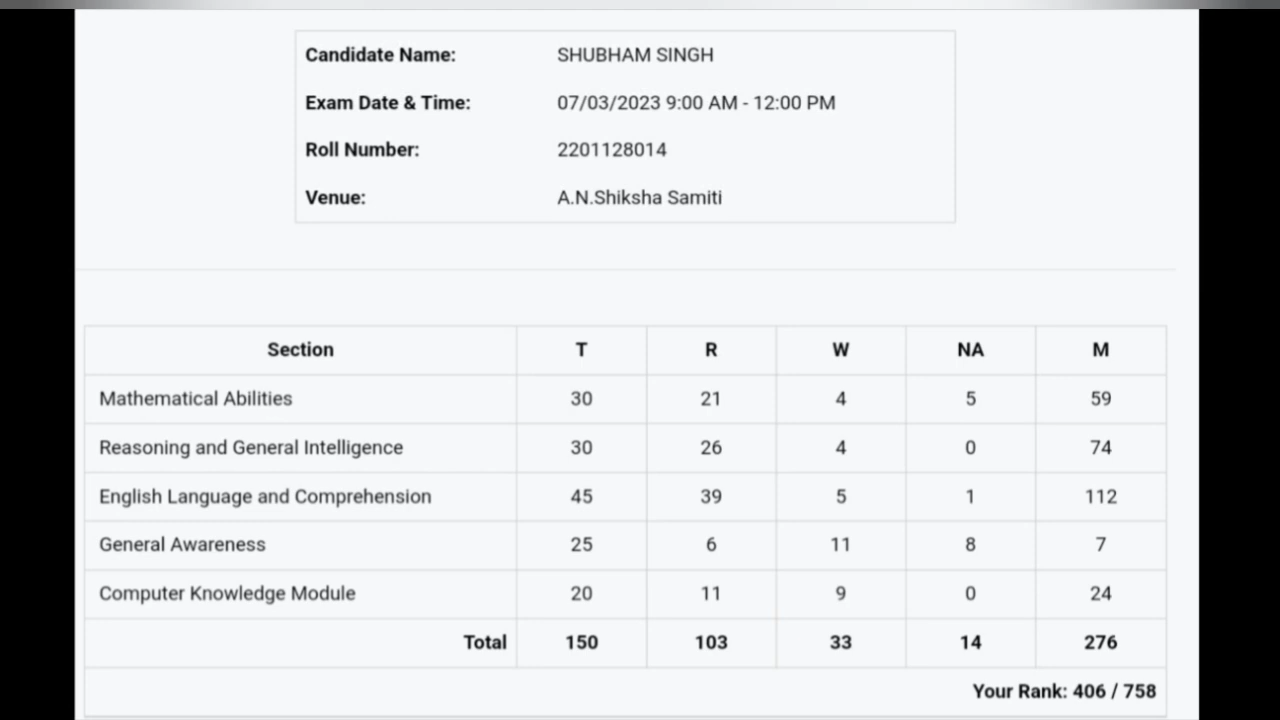 Candidate Name: SHUBHAM SINGH
Exam Date & Time: 07/03/2023 9:00 AM - 12:00 PM
Roll Number: 2201128014
Venue: A.N.Shiksha Samiti
Section T R W NA M
Mathematical Abilities 30 21 4 5 59
Reasoning and General Intelligence 30 26 4 0 74
English Language and Comprehension 45 39 5 1 112
General Awareness 25 6 11 8 7
Computer Knowledge Module 20 11 9 0 24
Total 150 103 33 14 276
Your Rank: 406 / 758